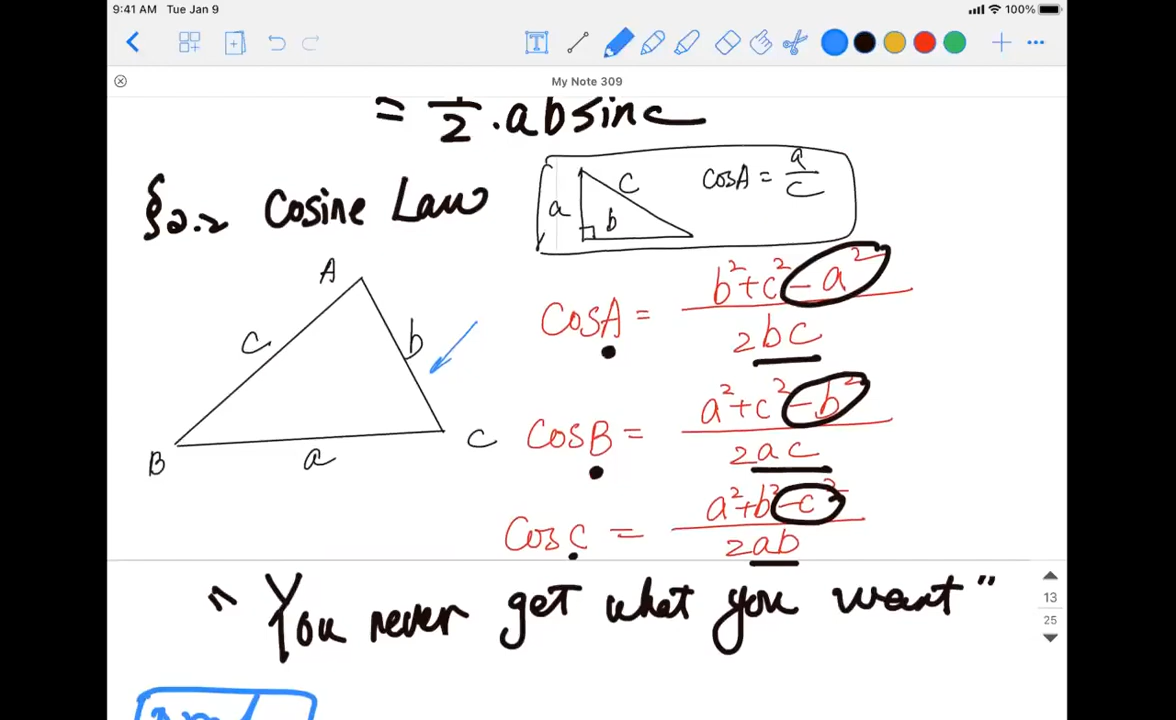 9:41 AM Tue Jan 9
100%
My Note 309
= 1/2 . a b sin c
§2.2 Cosine Law
a
c
b
cosA = a/c
A
c
b
B
a
C
CosA = b²+c²-a² / 2bc
CosB = a²+c²-b² / 2ac
Cosc = a²+b²-c² / 2ab
"You never get what you want"
13
25